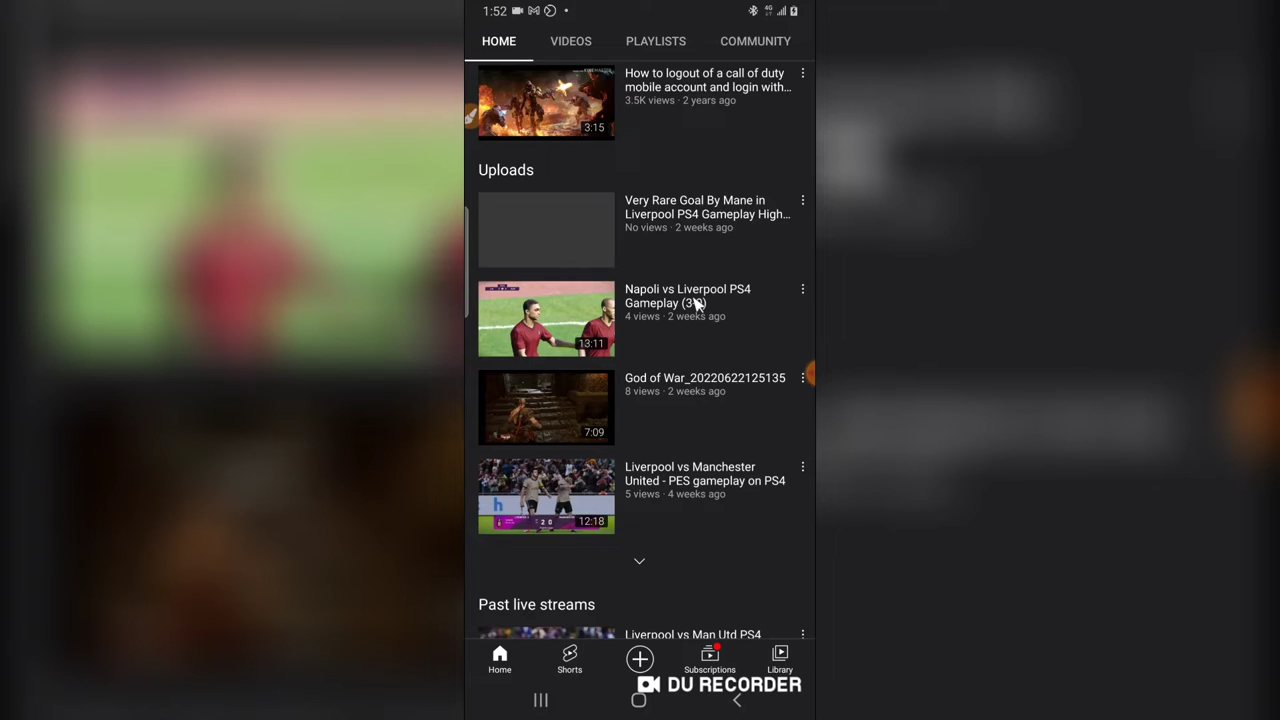 1:52
4G
HOME VIDEOS PLAYLISTS COMMUNITY
How to logout of a call of duty
mobile account and login with...
3.5K views · 2 years ago
3:15
Uploads
Very Rare Goal By Mane in
Liverpool PS4 Gameplay High...
No views · 2 weeks ago
Napoli vs Liverpool PS4
Gameplay
4 views · 2 weeks ago
13:11
God of War_20220622125135
8 views · 2 weeks ago
7:09
Liverpool vs Manchester
United - PES gameplay on PS4
5 views · 4 weeks ago
h
2 0
12:18
Past live streams
Liverpool vs Man Utd PS4
Home Shorts Subscriptions Library
DU RECORDER